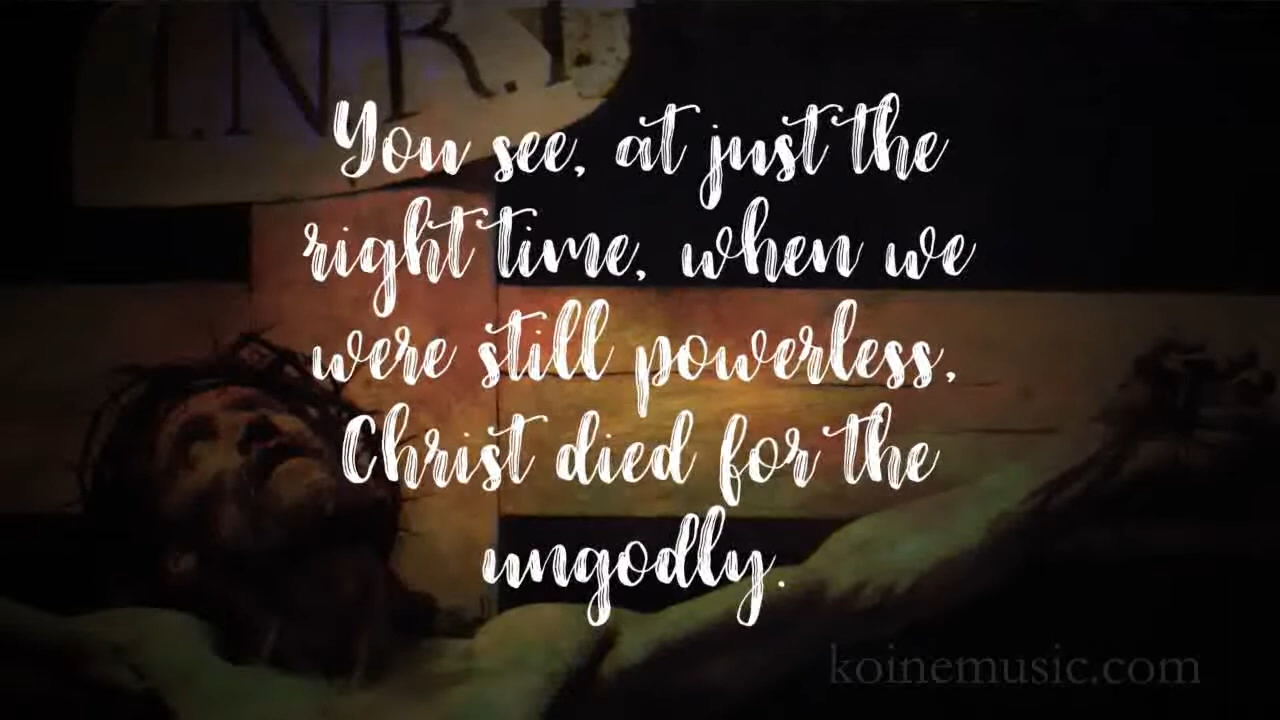 I.N.R.I
You see, at just the
right time, when we
were still powerless,
Christ died for the
ungodly.
koinemusic.com